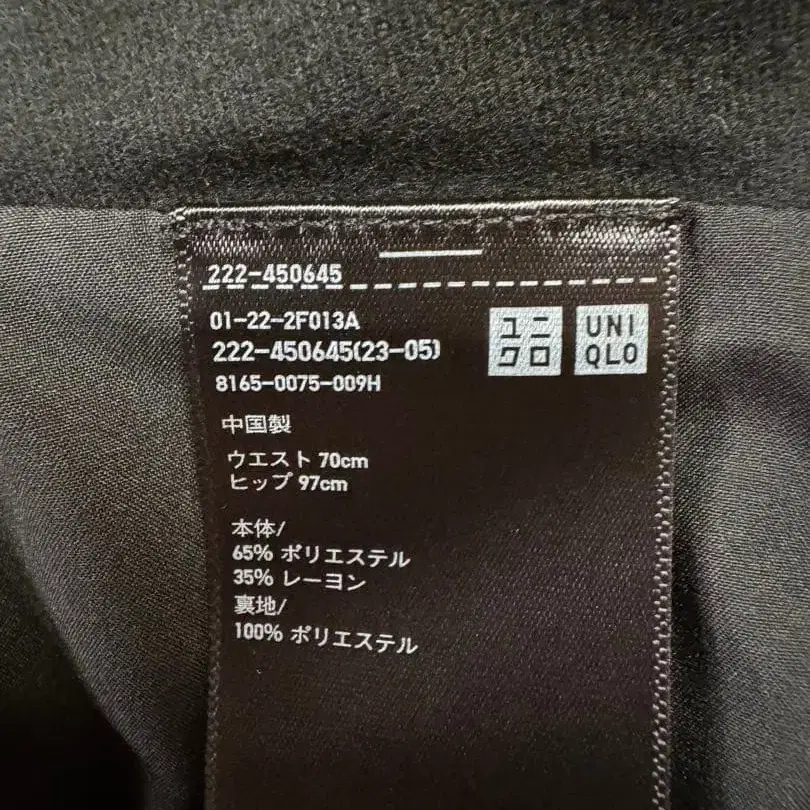 222-450645
01-22-2F013A
222-450645(23-05)
8165-0075-009H
ユニ
クロ
UNI
QLO
中国製
ウエスト 70cm
ヒップ 97cm
本体/
65% ポリエステル
35% レーヨン
裏地/
100% ポリエステル